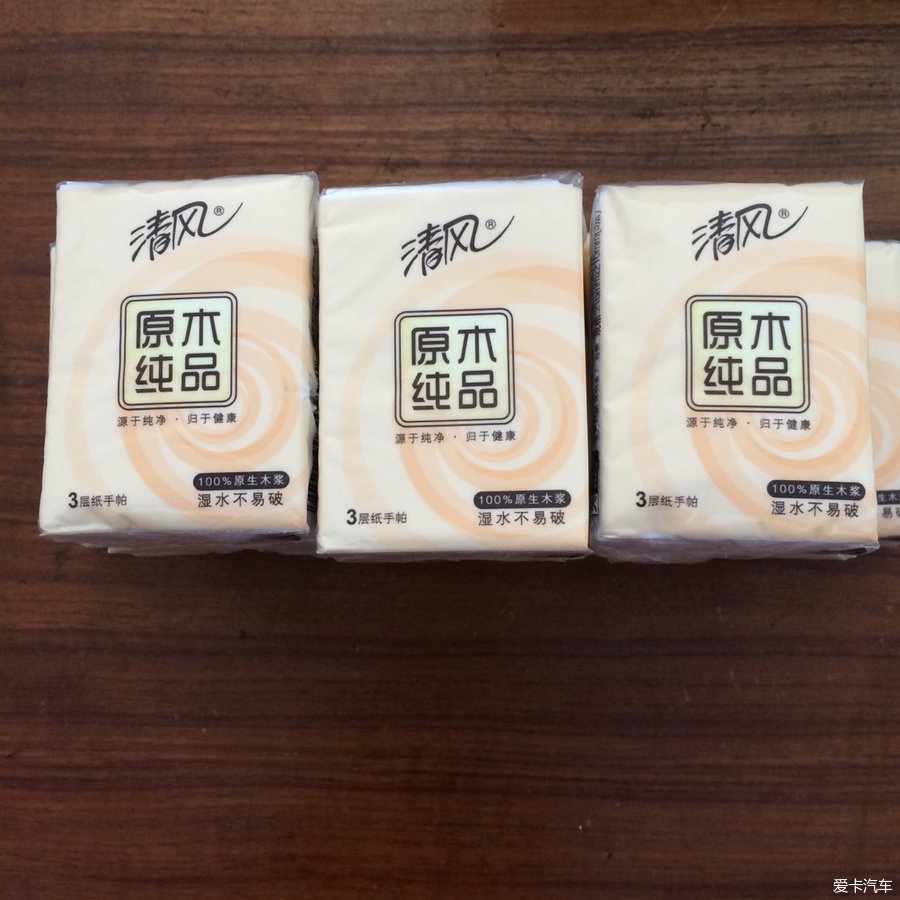 清风®
原木
纯品
源于纯净 · 归于健康
100%原生木浆
3层纸手帕
湿水不易破
清风®
原木
纯品
源于纯净 · 归于健康
100%原生木浆
3层纸手帕
湿水不易破
清风®
原木
纯品
源于纯净 · 归于健康
100%原生木浆
3层纸手帕
湿水不易破
爱卡汽车